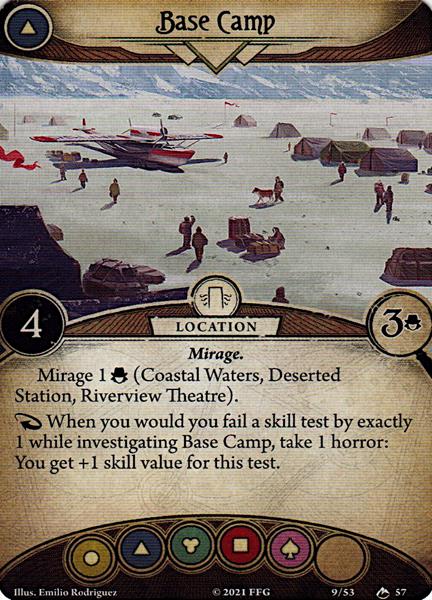 Base Camp
4
LOCATION
3
Mirage.
Mirage 1 (Coastal Waters, Deserted
Station, Riverview Theatre).
When you would you fail a skill test by exactly
1 while investigating Base Camp, take 1 horror:
You get +1 skill value for this test.
Illus. Emilio Rodriguez © 2021 FFG 9/53 57